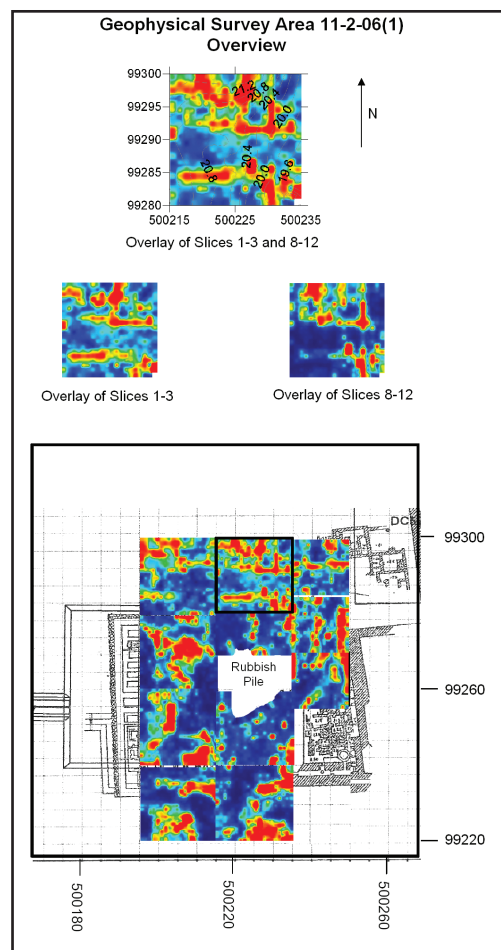 Geophysical Survey Area 11-2-06(1)
Overview
99300
99295
99290
99285
99280
21.2
20.8
20.4
20.0
20.8
20.4
20.0
19.6
N
500215
500225
500235
Overlay of Slices 1-3 and 8-12
Overlay of Slices 1-3
Overlay of Slices 8-12
99300
Rubbish
Pile
99260
99220
500180
500220
500260